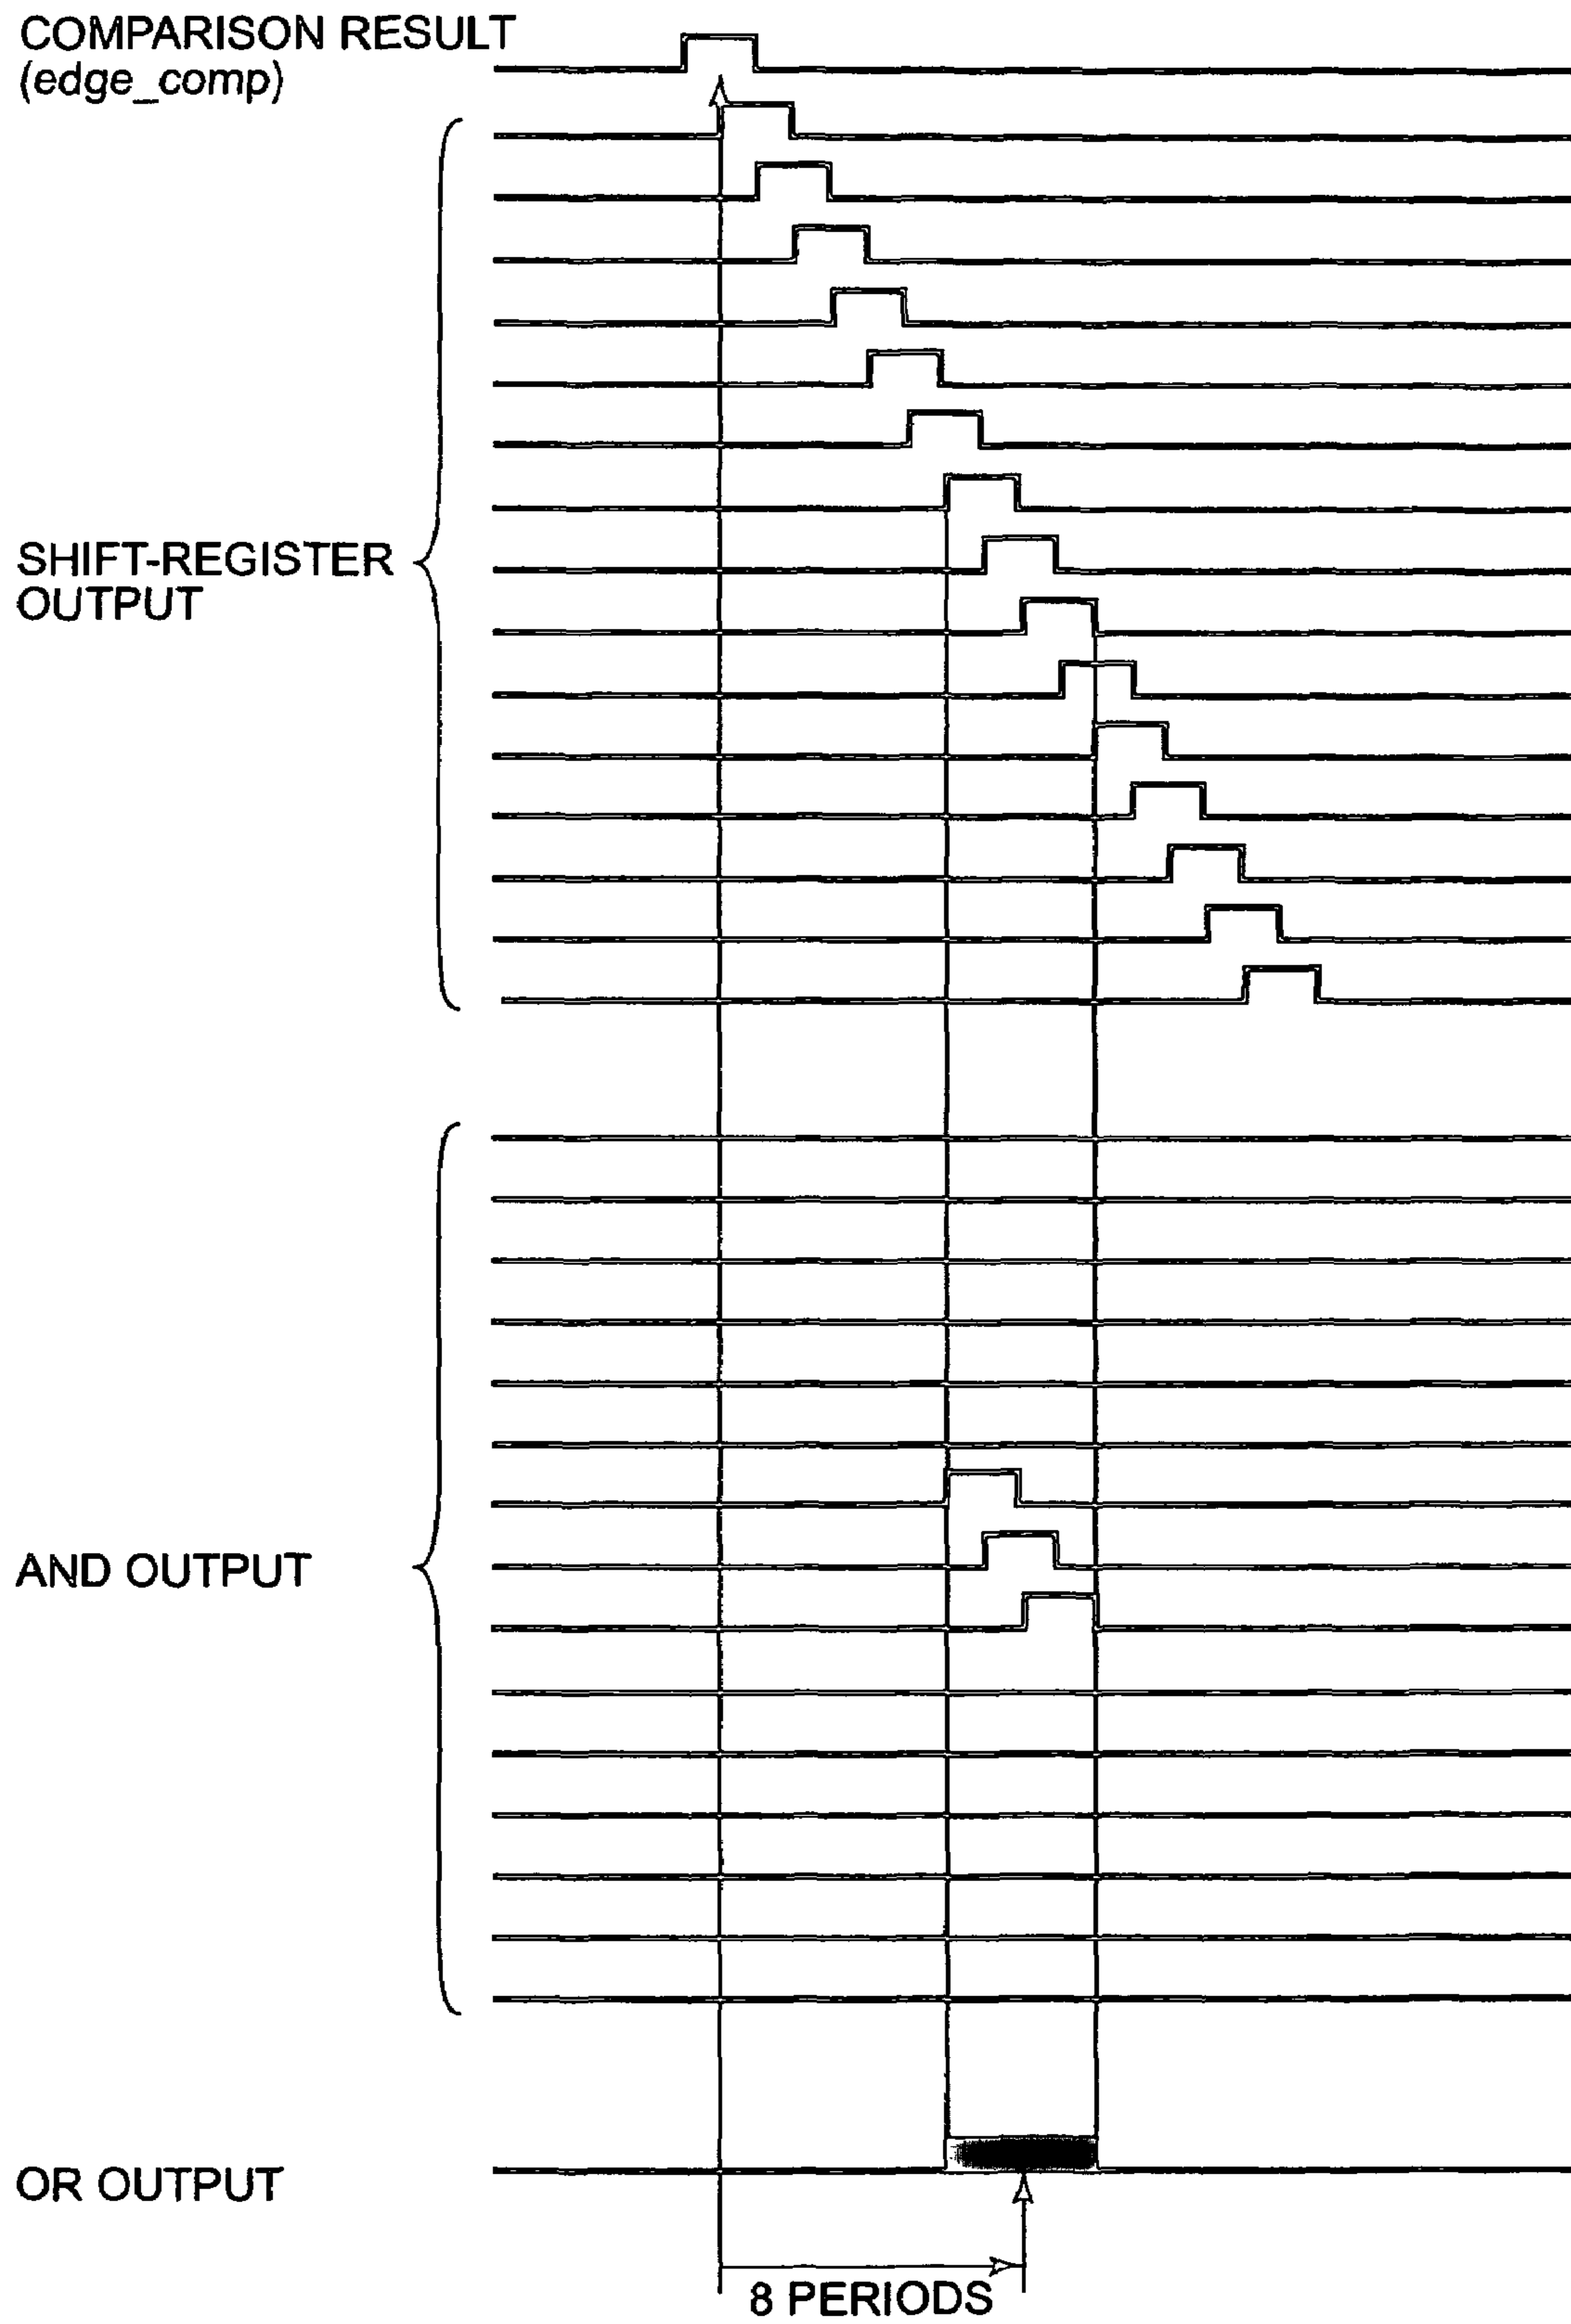 COMPARISON RESULT
(edge_comp)
SHIFT-REGISTER
OUTPUT
AND OUTPUT
OR OUTPUT
8 PERIODS